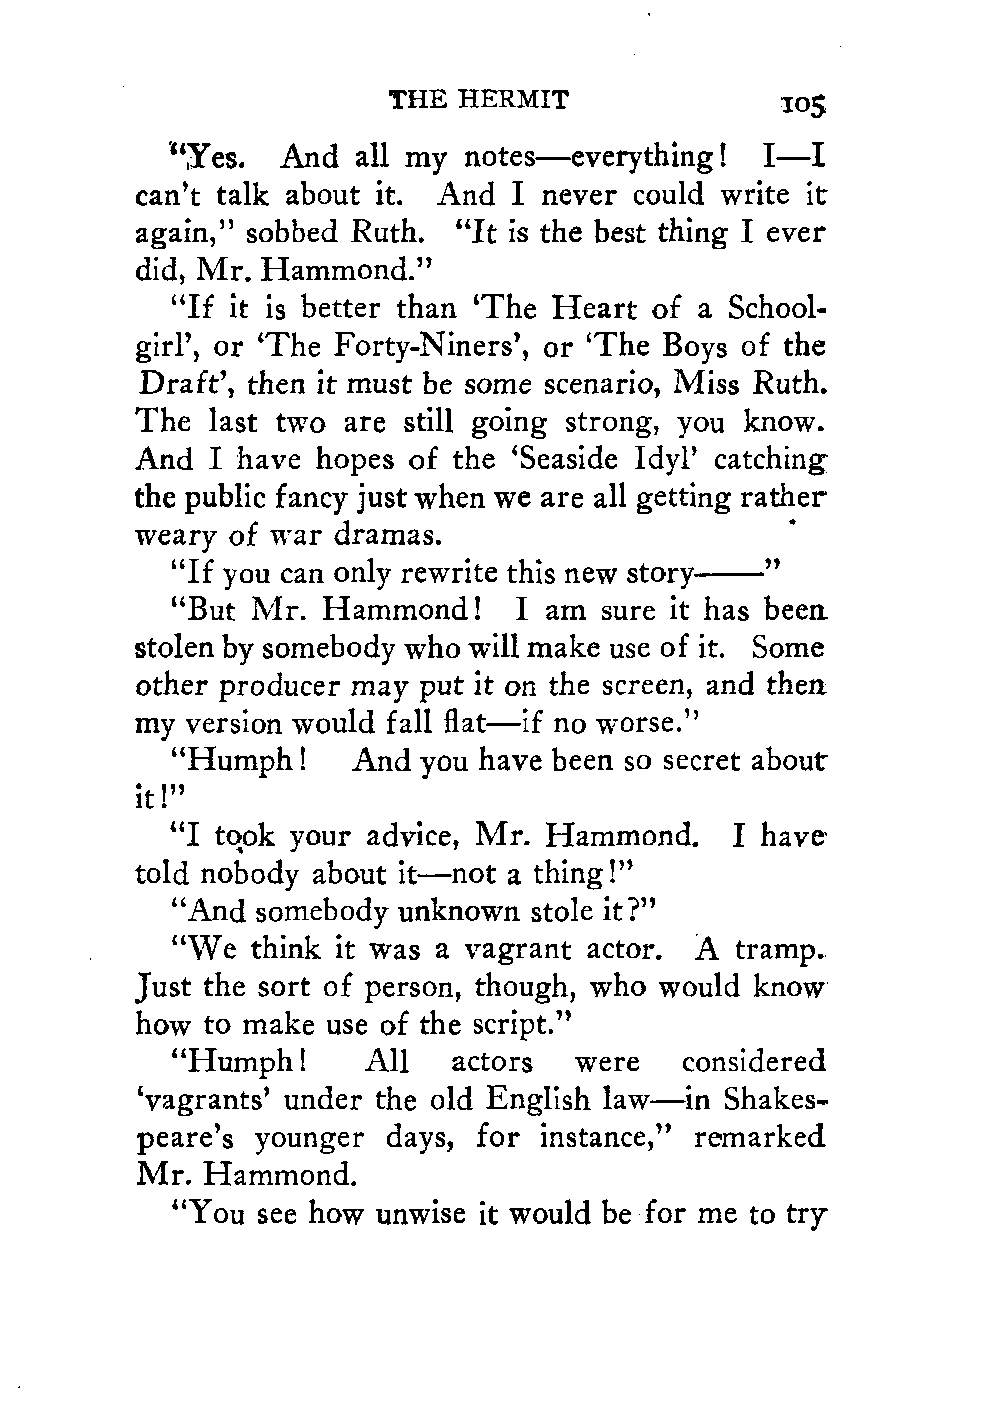 THE HERMIT 105
"Yes. And all my notes—everything! I—I
can't talk about it. And I never could write it
again," sobbed Ruth. "It is the best thing I ever
did, Mr. Hammond."
"If it is better than 'The Heart of a School-
girl', or 'The Forty-Niners', or 'The Boys of the
Draft', then it must be some scenario, Miss Ruth.
The last two are still going strong, you know.
And I have hopes of the 'Seaside Idyl' catching
the public fancy just when we are all getting rather
weary of war dramas.
"If you can only rewrite this new story——"
"But Mr. Hammond! I am sure it has been
stolen by somebody who will make use of it. Some
other producer may put it on the screen, and then
my version would fall flat—if no worse."
"Humph! And you have been so secret about
it!"
"I took your advice, Mr. Hammond. I have
told nobody about it—not a thing!"
"And somebody unknown stole it?"
"We think it was a vagrant actor. A tramp.
Just the sort of person, though, who would know
how to make use of the script."
"Humph! All actors were considered
'vagrants' under the old English law—in Shakes-
peare's younger days, for instance," remarked
Mr. Hammond.
"You see how unwise it would be for me to try